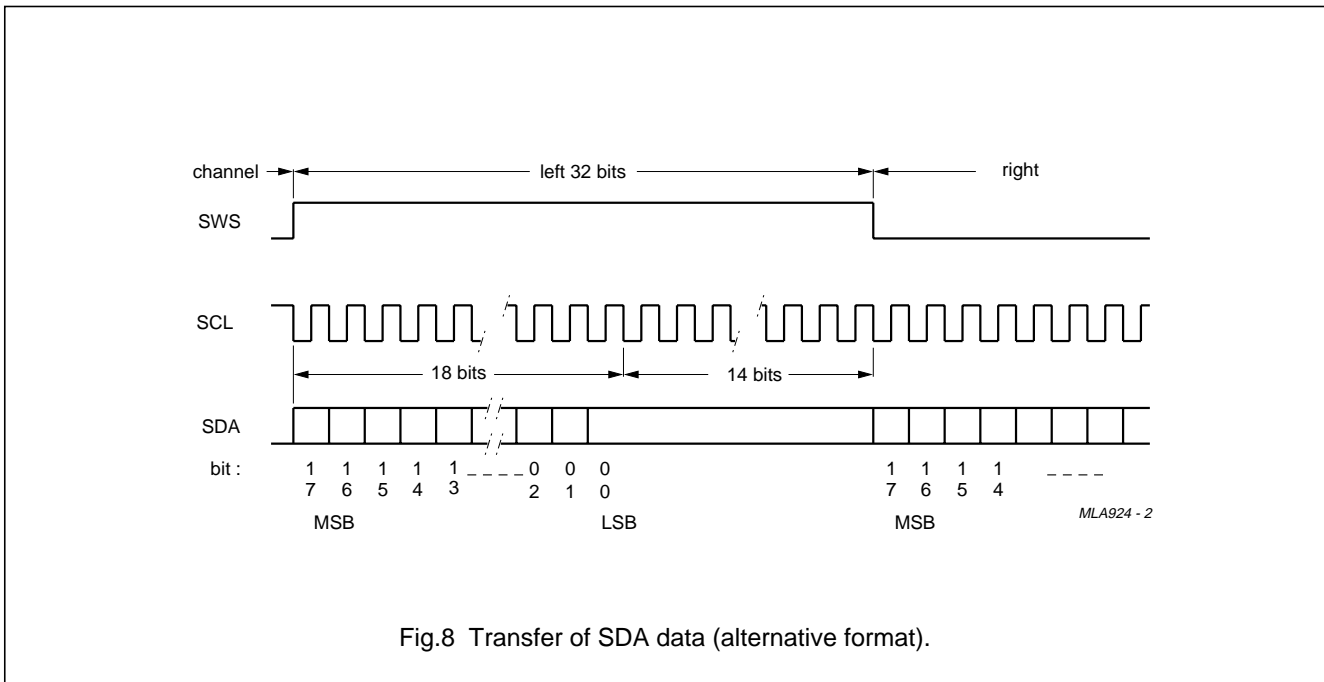 channel left 32 bits right
SWS
SCL
18 bits 14 bits
SDA
bit : 1 1 1 1 1 _ _ _ _ 0 0 0 1 1 1 1 _ _ _ _
7 6 5 4 3 2 1 0 7 6 5 4
MSB LSB MSB
MLA924 - 2
Fig.8 Transfer of SDA data (alternative format).